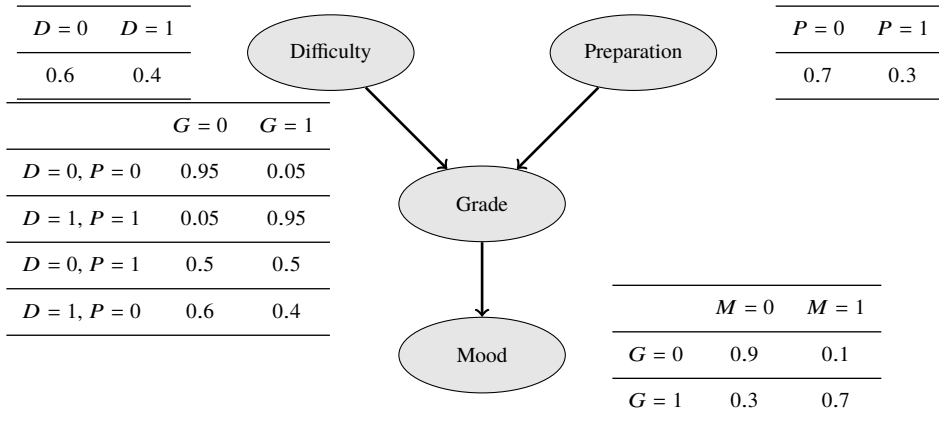 D = 0 D = 1
0.6 0.4
Difficulty
Preparation
P = 0 P = 1
0.7 0.3
G = 0 G = 1
D = 0, P = 0 0.95 0.05
D = 1, P = 1 0.05 0.95
D = 0, P = 1 0.5 0.5
D = 1, P = 0 0.6 0.4
Grade
Mood
M = 0 M = 1
G = 0 0.9 0.1
G = 1 0.3 0.7